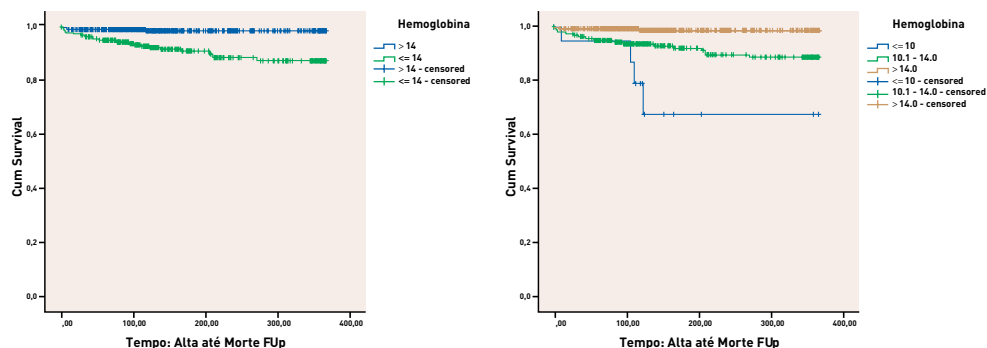 Hemoglobina
> 14
<= 14
> 14 - censored
<= 14 - censored
Cum Survival
1,0
0,8
0,6
0,4
0,2
0,0
,00
100,00
200,00
300,00
400,00
Tempo: Alta até Morte FUp
Hemoglobina
<= 10
10.1 - 14.0
> 14.0
<= 10 - censored
10.1 - 14.0 - censored
> 14.0 - censored
Cum Survival
1,0
0,8
0,6
0,4
0,2
0,0
,00
100,00
200,00
300,00
400,00
Tempo: Alta até Morte FUp